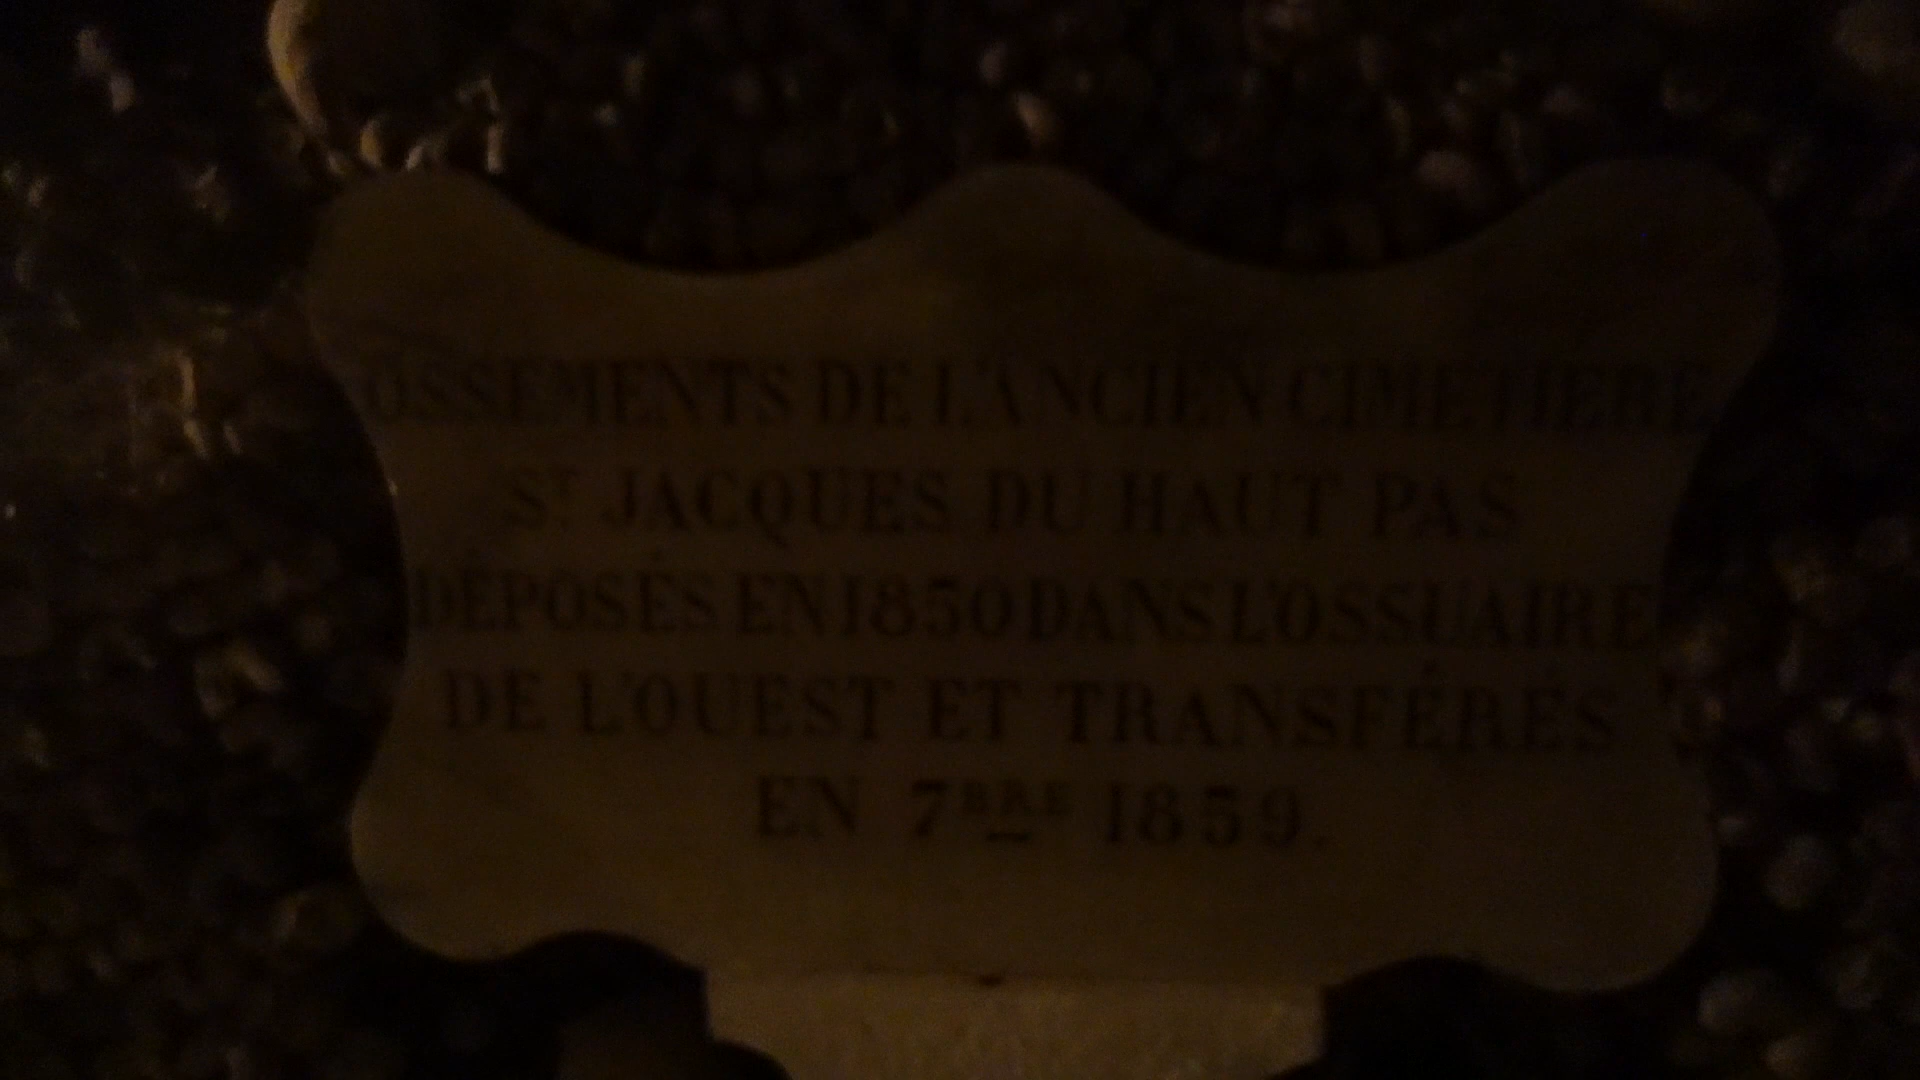 OSSEMENTS DE L'ANCIEN CIMETIÈRE
ST. JACQUES DU HAUT PAS
DÉPOSÉS EN 1850 DANS L'OSSUAIRE
DE L'OUEST ET TRANSFÉRÉS
EN 7BRE 1859.